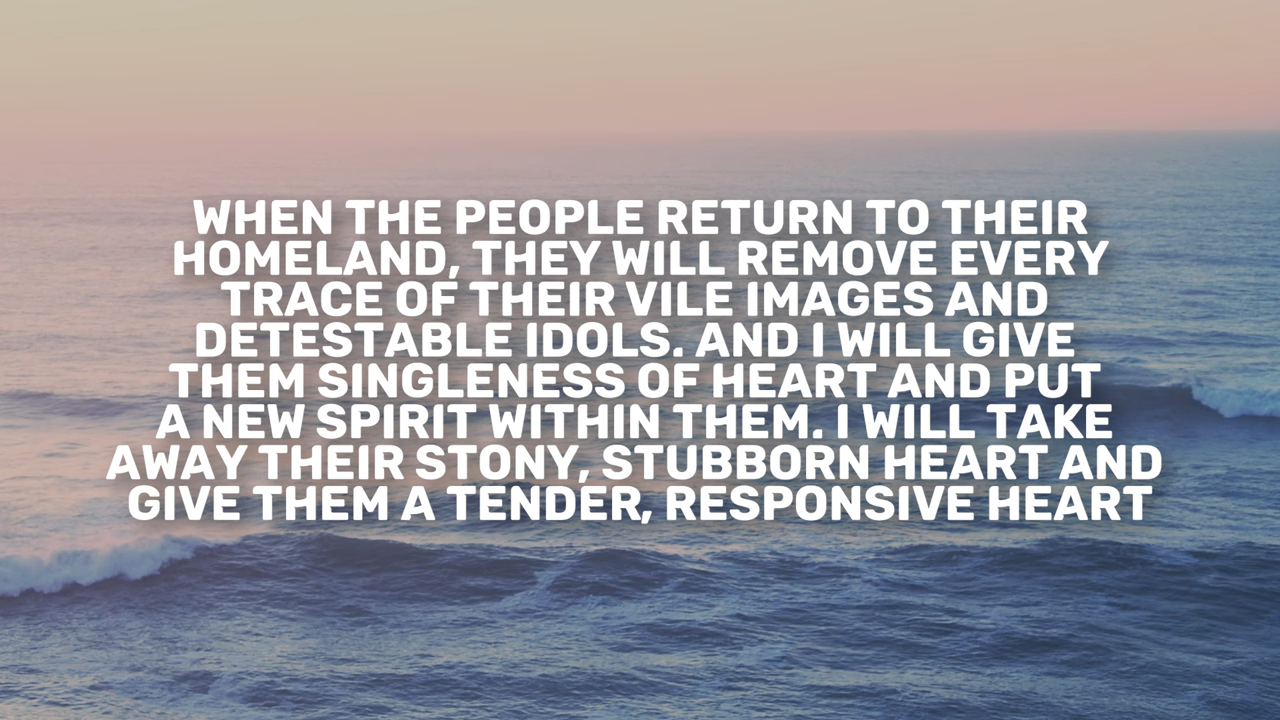 WHEN THE PEOPLE RETURN TO THEIR
HOMELAND, THEY WILL REMOVE EVERY
TRACE OF THEIR VILE IMAGES AND
DETESTABLE IDOLS. AND I WILL GIVE
THEM SINGLENESS OF HEART AND PUT
A NEW SPIRIT WITHIN THEM. I WILL TAKE
AWAY THEIR STONY, STUBBORN HEART AND
GIVE THEM A TENDER, RESPONSIVE HEART